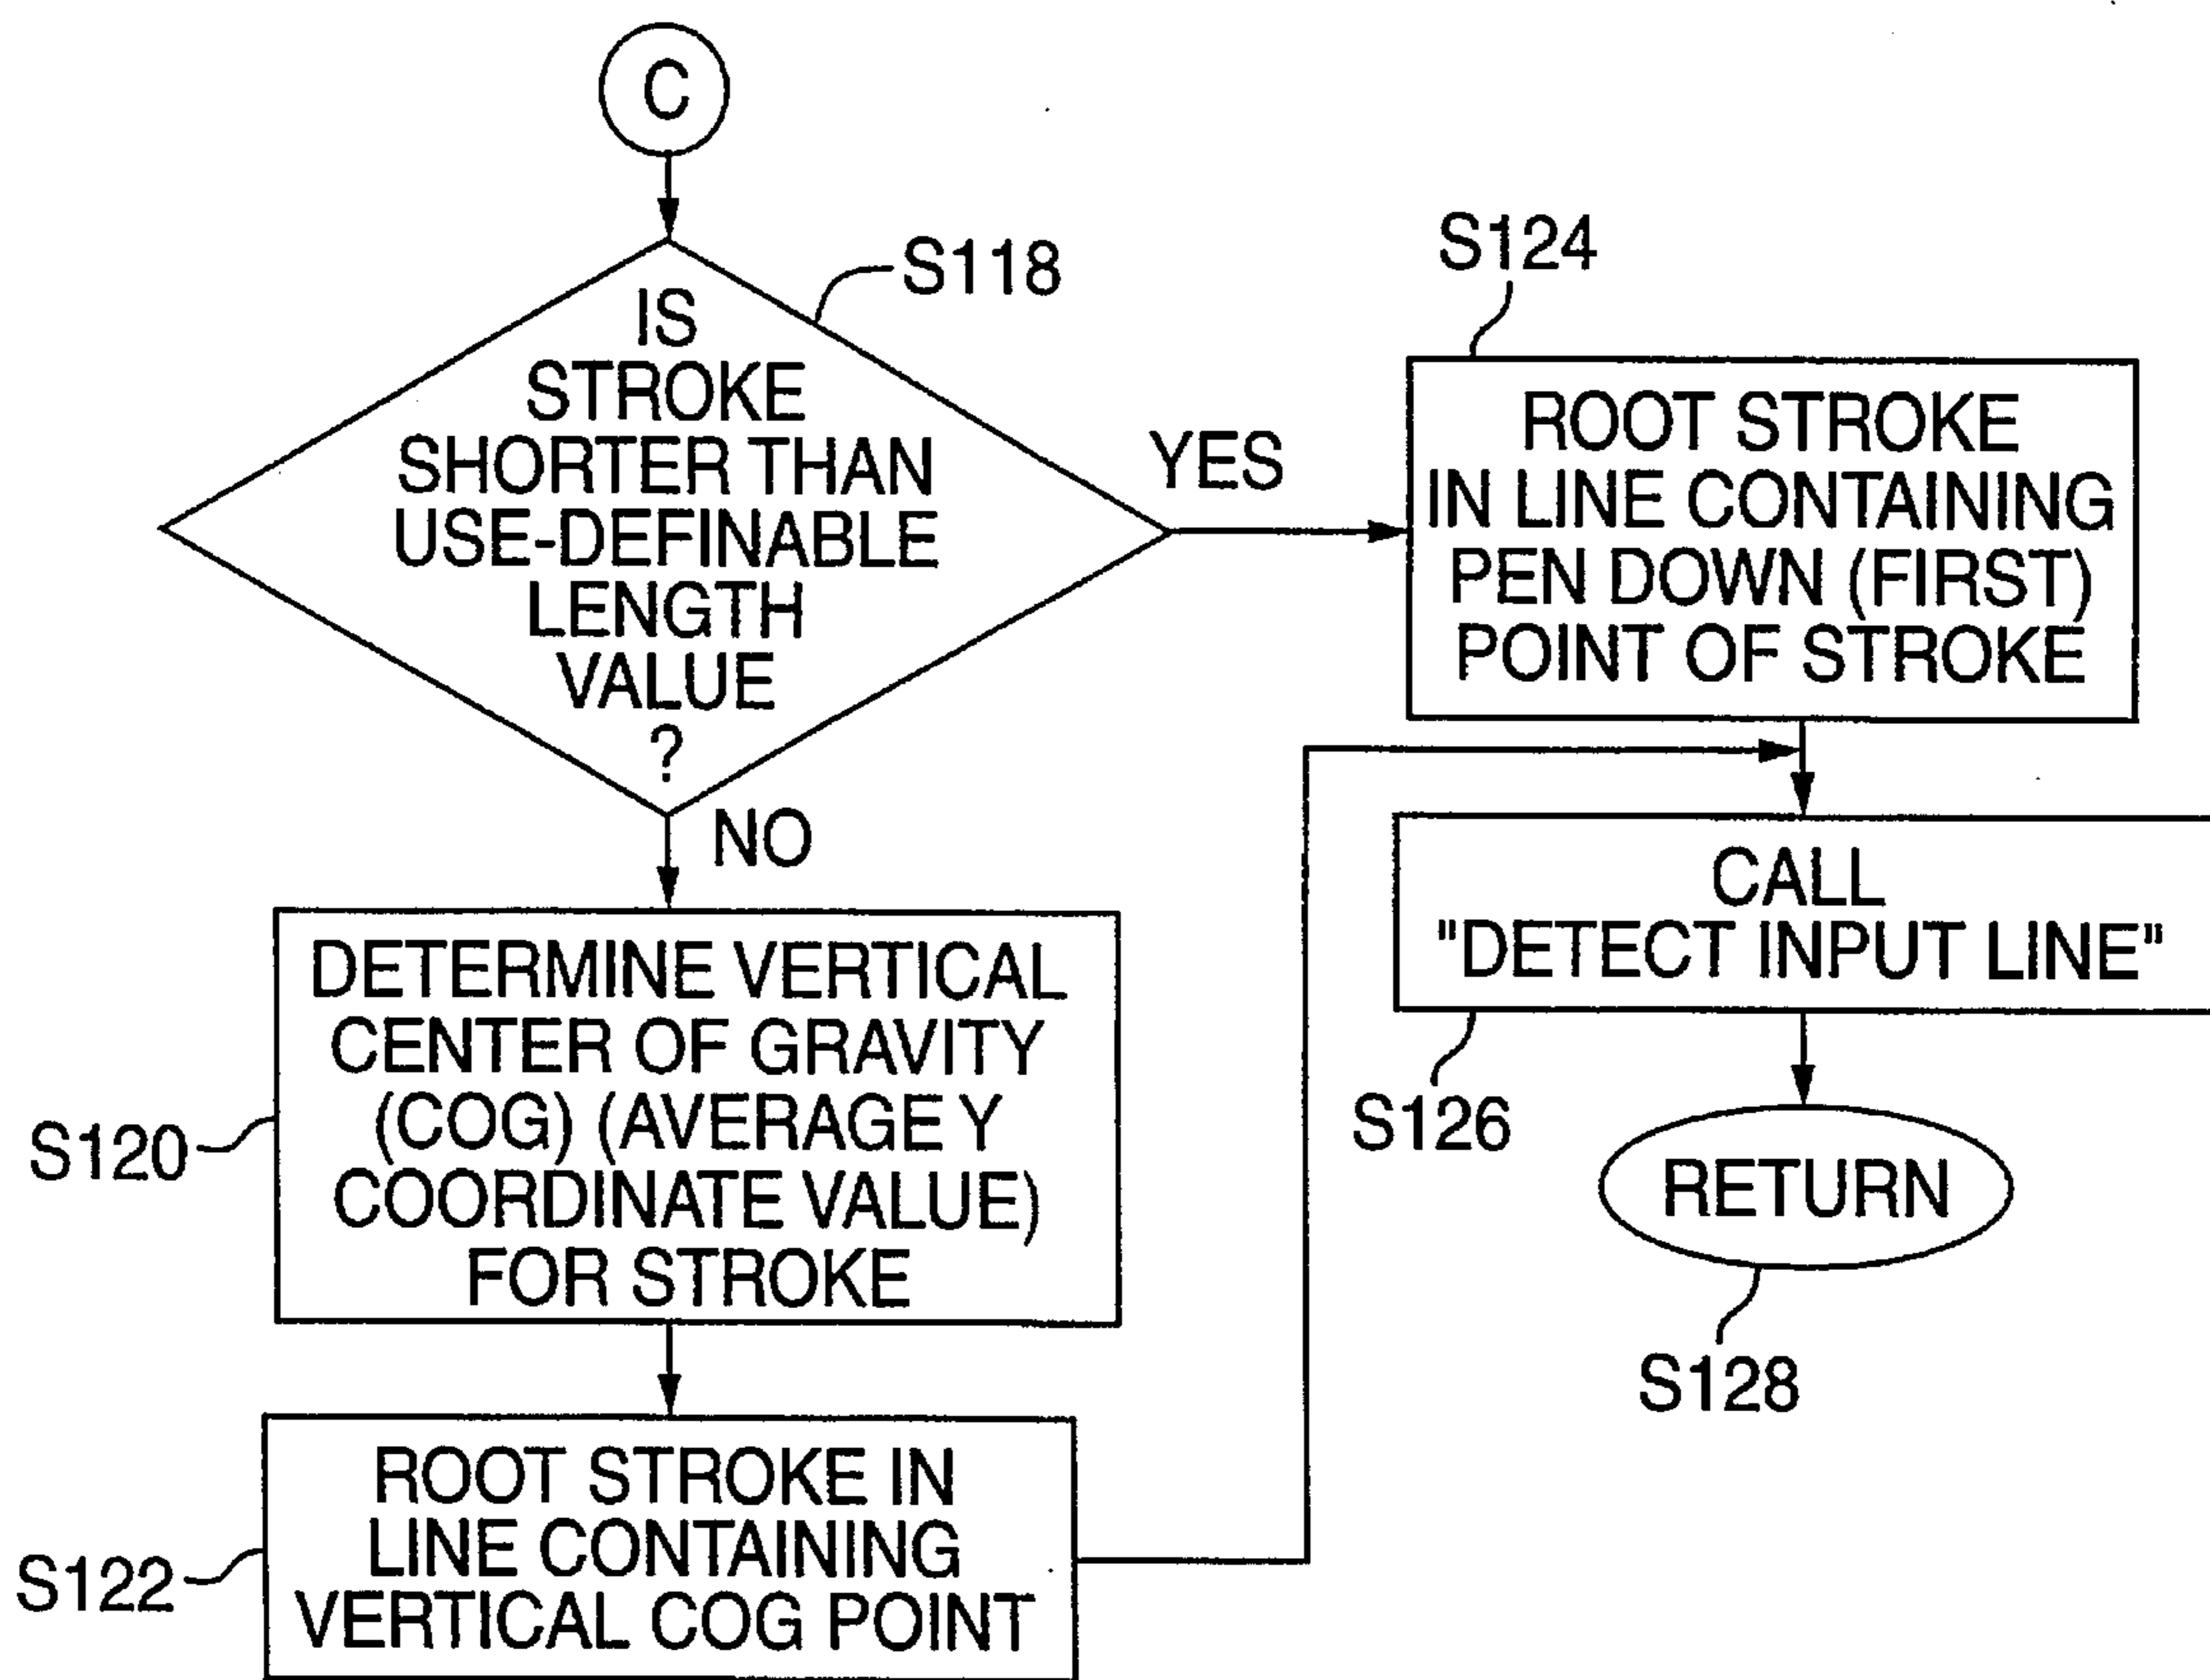 C
S118
IS
STROKE
SHORTER THAN
USE-DEFINABLE
LENGTH
VALUE
?
YES
NO
S124
ROOT STROKE
IN LINE CONTAINING
PEN DOWN (FIRST)
POINT OF STROKE
S120
DETERMINE VERTICAL
CENTER OF GRAVITY
(COG) (AVERAGE Y
COORDINATE VALUE)
FOR STROKE
S122
ROOT STROKE IN
LINE CONTAINING
VERTICAL COG POINT
CALL
"DETECT INPUT LINE"
S126
RETURN
S128